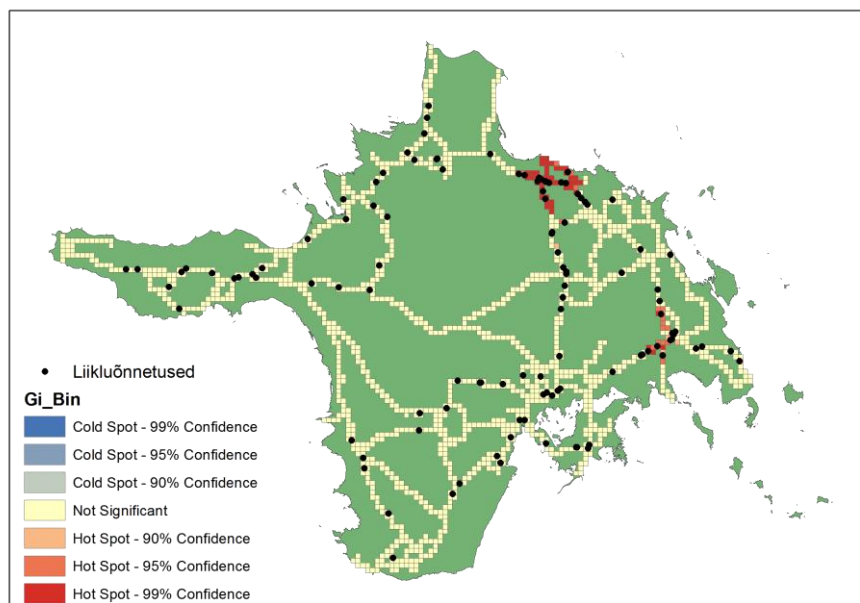 Liikluõnnetused
Gi_Bin
Cold Spot - 99% Confidence
Cold Spot - 95% Confidence
Cold Spot - 90% Confidence
Not Significant
Hot Spot - 90% Confidence
Hot Spot - 95% Confidence
Hot Spot - 99% Confidence